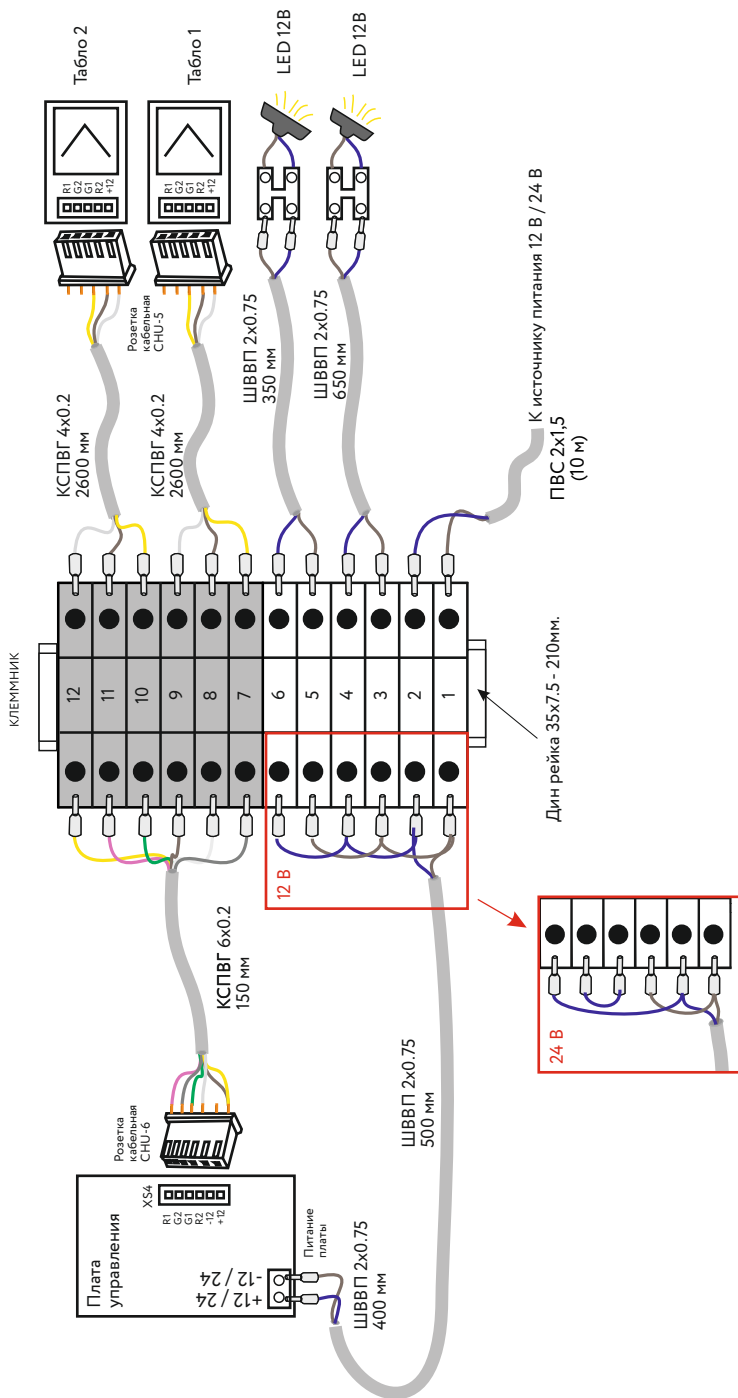 Табло 2
Табло 1
LED 12В
LED 12В
R1
G2
G1
R2
+12
R1
G2
G1
R2
+12
Розетка
кабельная
CHU-5
КСПВГ 4х0.2
2600 мм
КСПВГ 4х0.2
2600 мм
ШВВП 2х0.75
350 мм
ШВВП 2х0.75
650 мм
К источнику питания 12 В / 24 В
ПВС 2х1,5
(10 м)
КЛЕММНИК
12
11
10
9
8
7
6
5
4
3
2
1
Дин рейка 35х7.5 - 210мм.
12 В
24 В
КСПВГ 6х0.2
150 мм
ШВВП 2х0.75
500 мм
Розетка
кабельная
CHU-6
Плата
управления
XS4
R1
G2
G1
R2
-12
+12
-12 / 24
+12 / 24
Питание
платы
ШВВП 2х0.75
400 мм